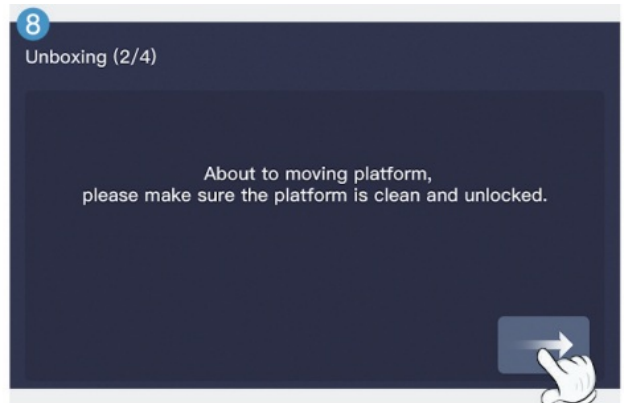 8
Unboxing (2/4)
About to moving platform,
please make sure the platform is clean and unlocked.